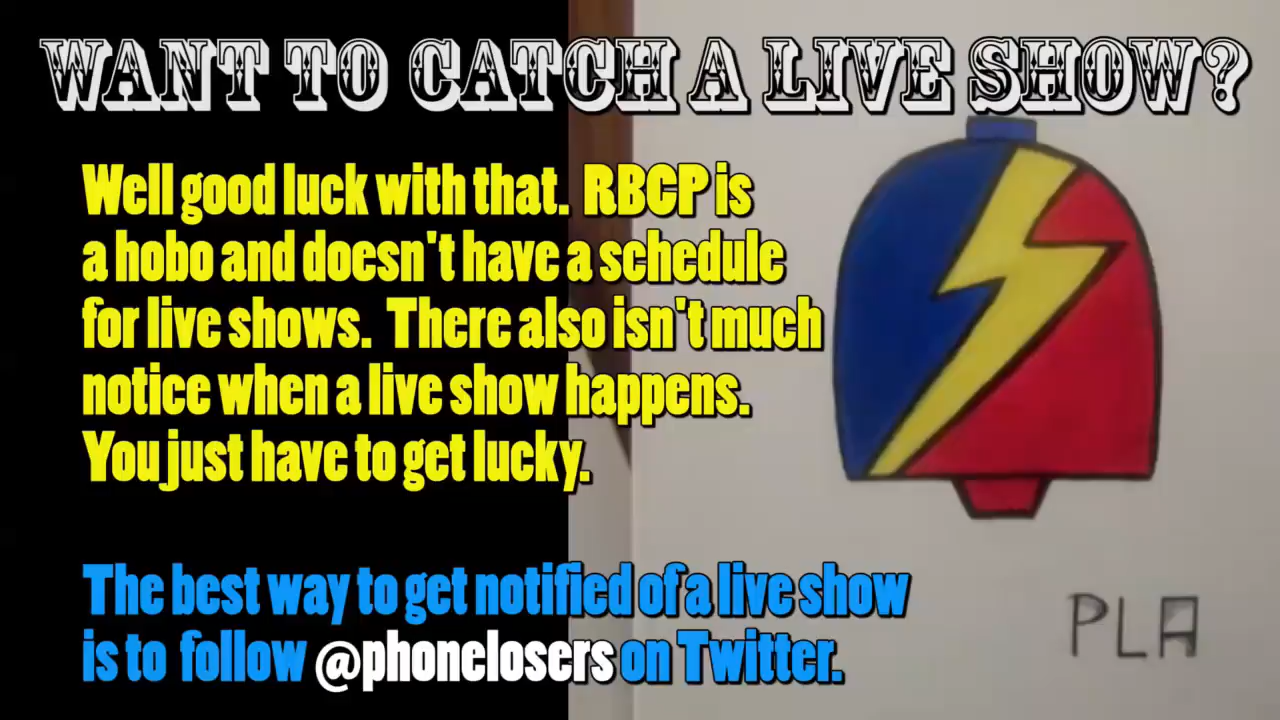 WANT TO CATCH A LIVE SHOW?
Well good luck with that. RBCP is
a hobo and doesn't have a schedule
for live shows. There also isn't much
notice when a live show happens.
You just have to get lucky.
The best way to get notified of a live show
is to follow @phonelosers on Twitter.
PLA